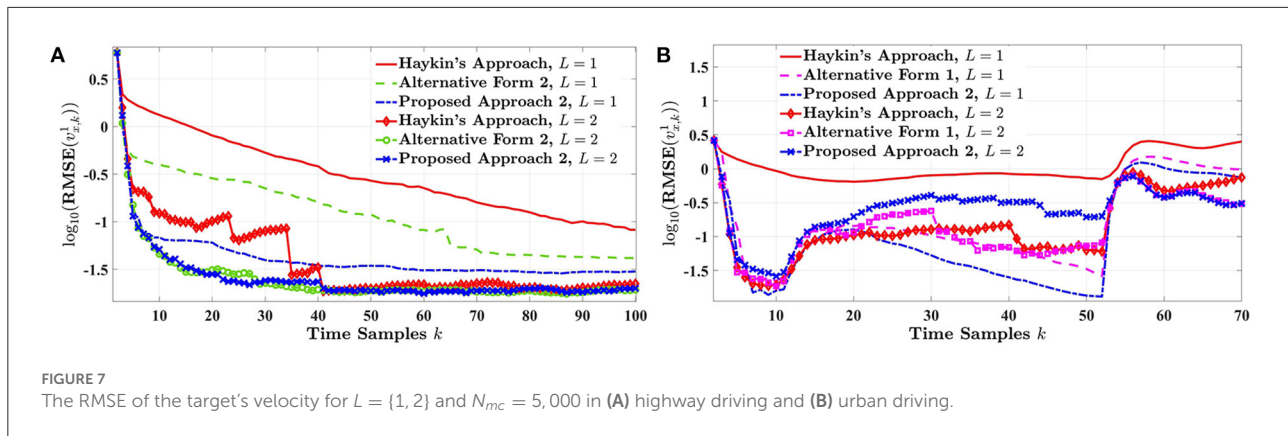 A
log₁₀(RMSE(v¹ₓ,ₖ))
0.5
0
-0.5
-1
-1.5
10 20 30 40 50 60 70 80 90 100
Time Samples k
Haykin's Approach, L = 1
Alternative Form 2, L = 1
Proposed Approach 2, L = 1
Haykin's Approach, L = 2
Alternative Form 2, L = 2
Proposed Approach 2, L = 2
B
log₁₀(RMSE(v¹ₓ,ₖ))
1.5
1
0.5
0
-0.5
-1
-1.5
10 20 30 40 50 60 70
Time Samples k
Haykin's Approach, L = 1
Alternative Form 1, L = 1
Proposed Approach 2, L = 1
Haykin's Approach, L = 2
Alternative Form 1, L = 2
Proposed Approach 2, L = 2
FIGURE 7
The RMSE of the target's velocity for L = {1, 2} and Nmc = 5, 000 in (A) highway driving and (B) urban driving.